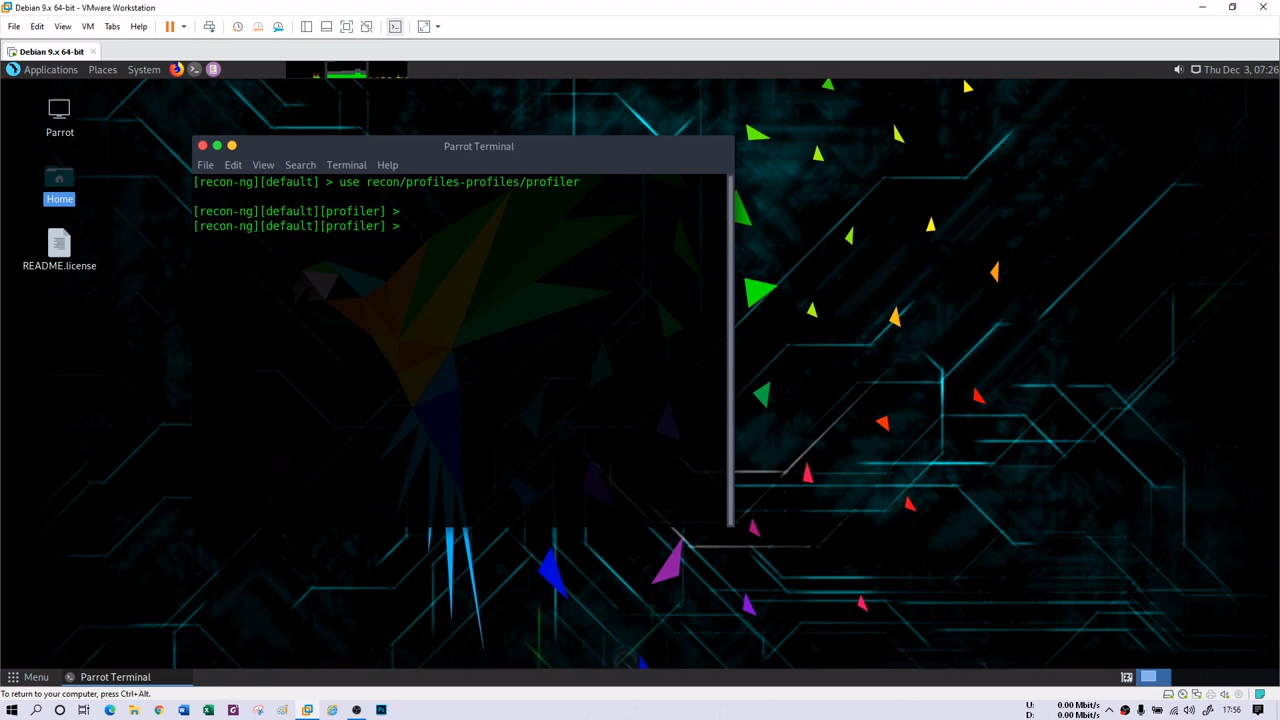 Debian 9.x 64-bit - VMware Workstation
File Edit View VM Tabs Help
Debian 9.x 64-bit
Applications Places System
Thu Dec 3, 07:26
Parrot
Home
README.license
Parrot Terminal
File Edit View Search Terminal Help
[recon-ng][default] > use recon/profiles-profiles/profiler
[recon-ng][default][profiler] >
[recon-ng][default][profiler] >
Menu Parrot Terminal
To return to your computer, press Ctrl+Alt.
U: 0.00 Mbit/s
D: 0.00 Mbit/s
17:56